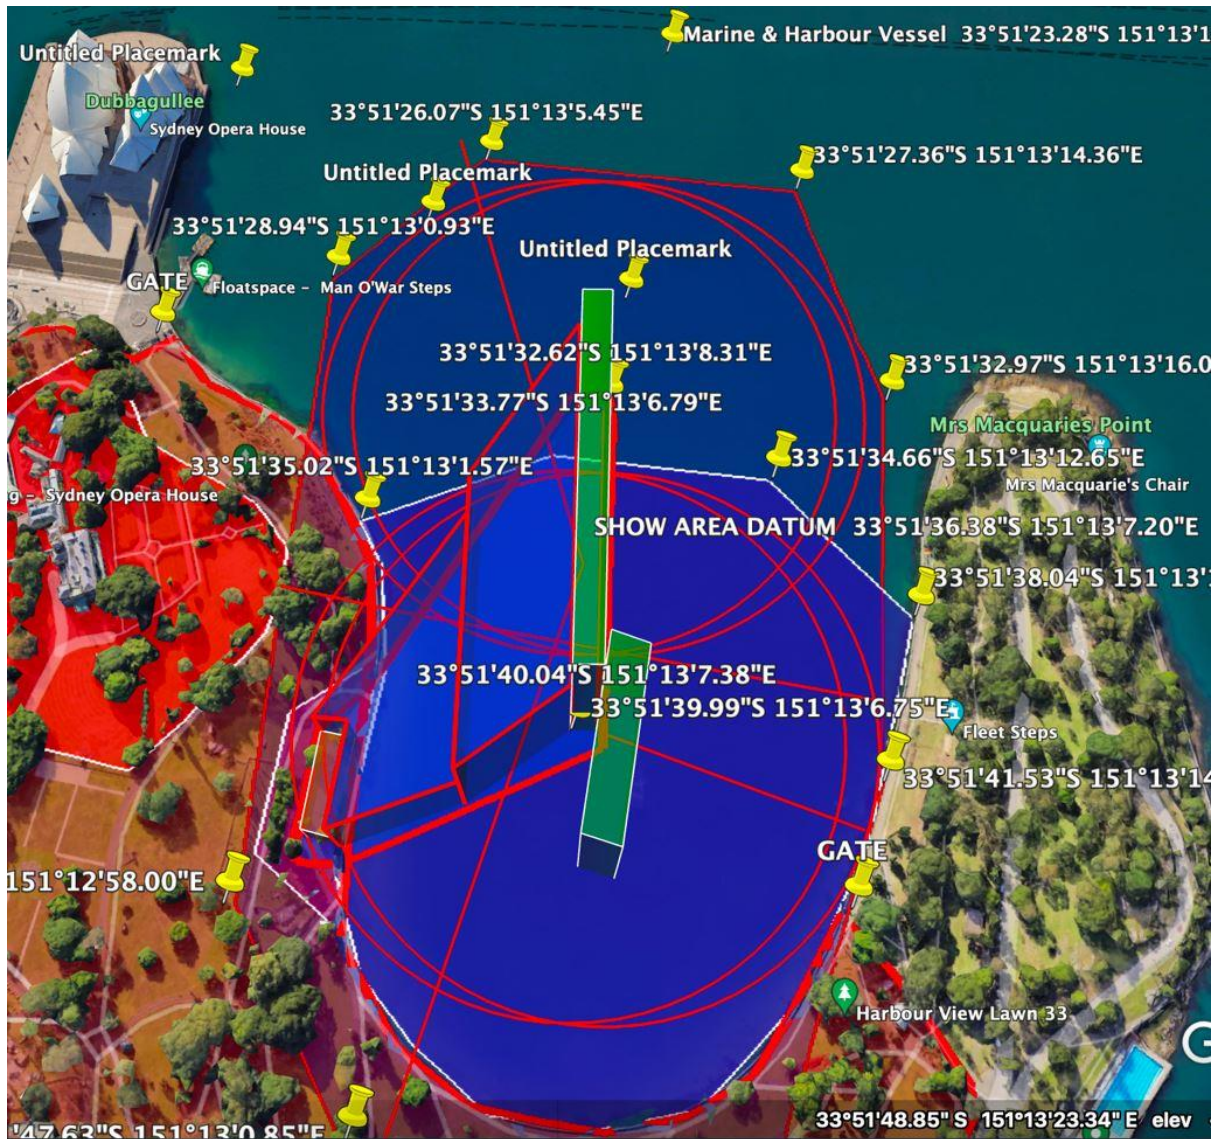 Marine & Harbour Vessel 33°51'23.28"S 151°13'1
Untitled Placemark
Dubbagullee
Sydney Opera House
33°51'26.07"S 151°13'5.45"E
33°51'27.36"S 151°13'14.36"E
Untitled Placemark
33°51'28.94"S 151°13'0.93"E
Untitled Placemark
GATE
Floatspace - Man O'War Steps
33°51'32.62"S 151°13'8.31"E
33°51'32.97"S 151°13'16.0
33°51'33.77"S 151°13'6.79"E
Mrs Macquaries Point
33°51'34.66"S 151°13'12.65"E
33°51'35.02"S 151°13'1.57"E
Mrs Macquarie's Chair
g - Sydney Opera House
SHOW AREA DATUM 33°51'36.38"S 151°13'7.20"E
33°51'38.04"S 151°13'1
33°51'40.04"S 151°13'7.38"E
33°51'39.99"S 151°13'6.75"E
Fleet Steps
33°51'41.53"S 151°13'14
GATE
151°12'58.00"E
Harbour View Lawn 33
G
33°51'48.85" S 151°13'23.34" E elev
'47.63"S 151°13'0.85"E